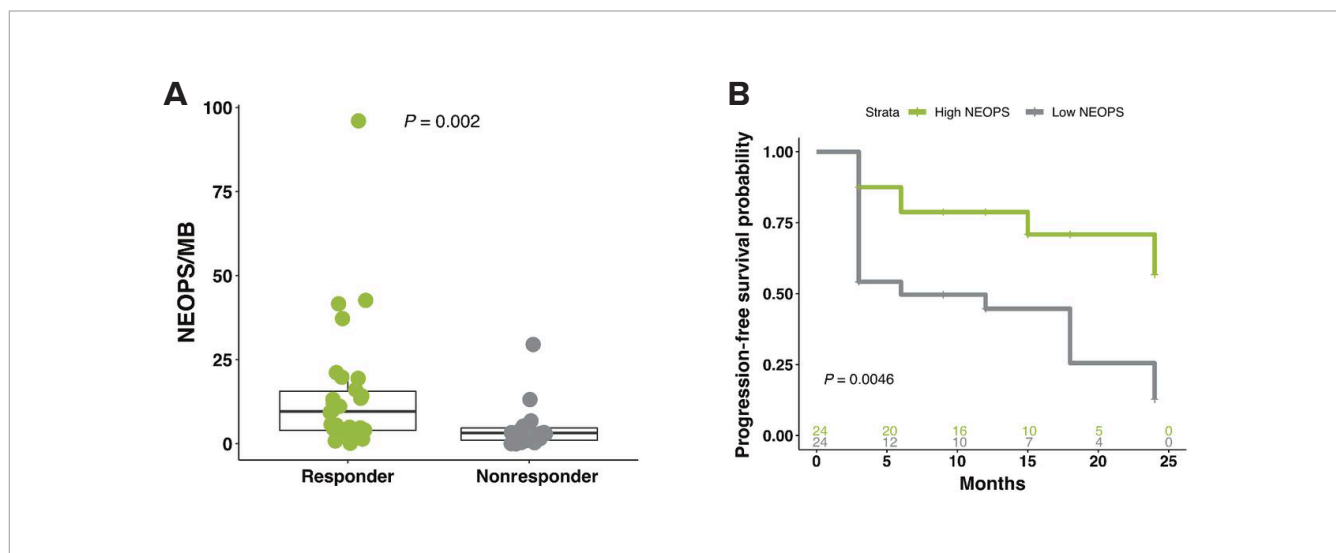 A
100
75
50
25
0
NEOPS/MB
P = 0.002
Responder Nonresponder
B
Strata High NEOPS Low NEOPS
1.00
0.75
0.50
0.25
0.00
Progression-free survival probability
P = 0.0046
24 20 16 10 5 0
24 12 10 7 4 0
0 5 10 15 20 25
Months